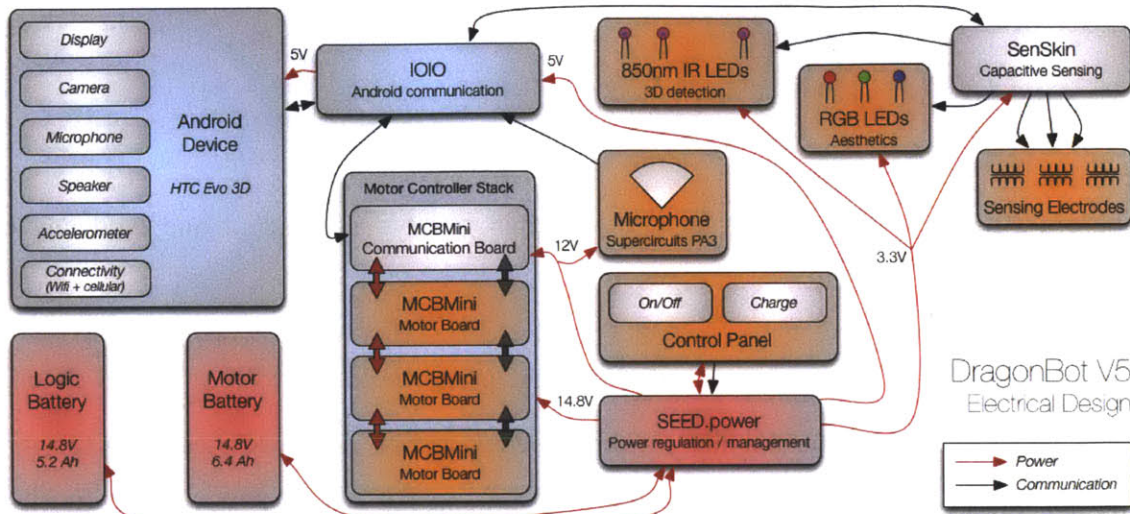 Display
Camera
Microphone
Speaker
Accelerometer
Connectivity
(Wifi + cellular)
Android
Device
HTC Evo 3D
5V
IOIO
Android communication
5V
850nm IR LEDs
3D detection
RGB LEDs
Aesthetics
SenSkin
Capacitive Sensing
Sensing Electrodes
Motor Controller Stack
MCBMini
Communication Board
MCBMini
Motor Board
MCBMini
Motor Board
MCBMini
Motor Board
Microphone
Supercircuits PA3
12V
3.3V
On/Off
Charge
Control Panel
14.8V
SEED.power
Power regulation / management
Logic
Battery
14.8V
5.2 Ah
Motor
Battery
14.8V
6.4 Ah
DragonBot V5
Electrical Design
Power
Communication